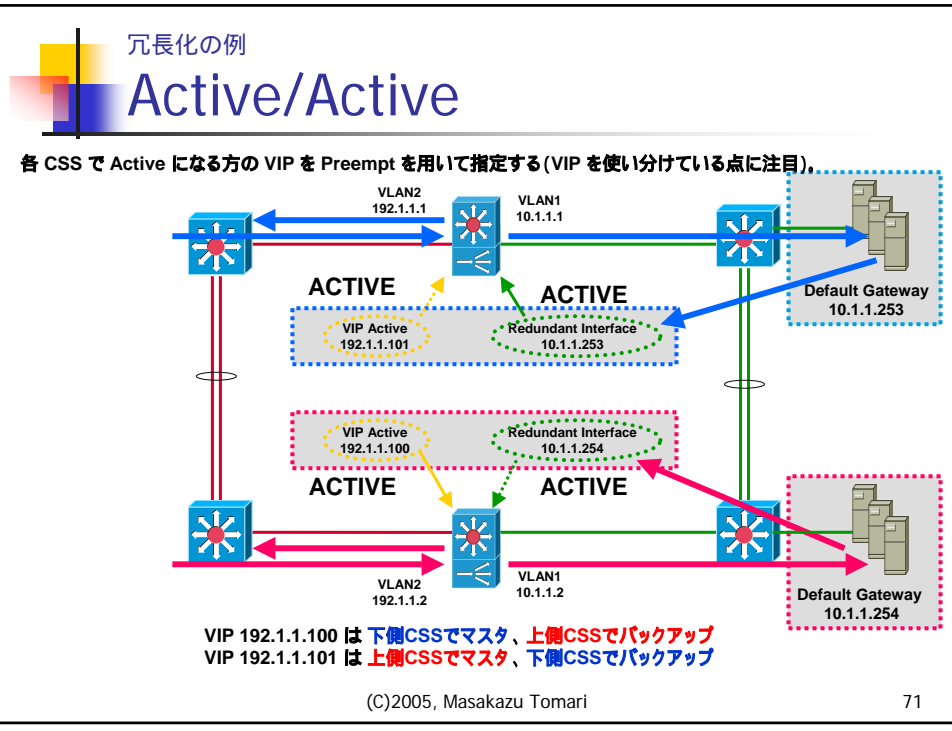 冗長化の例
Active/Active
各 CSS で Active になる方の VIP を Preempt を用いて指定する(VIP を使い分けている点に注目)。
VLAN2
192.1.1.1
VLAN1
10.1.1.1
ACTIVE
ACTIVE
VIP Active
192.1.1.101
Redundant Interface
10.1.1.253
Default Gateway
10.1.1.253
VIP Active
192.1.1.100
Redundant Interface
10.1.1.254
ACTIVE
ACTIVE
VLAN2
192.1.1.2
VLAN1
10.1.1.2
Default Gateway
10.1.1.254
VIP 192.1.1.100 は 下側CSSでマスタ、上側CSSでバックアップ
VIP 192.1.1.101 は 上側CSSでマスタ、下側CSSでバックアップ
(C)2005, Masakazu Tomari
71